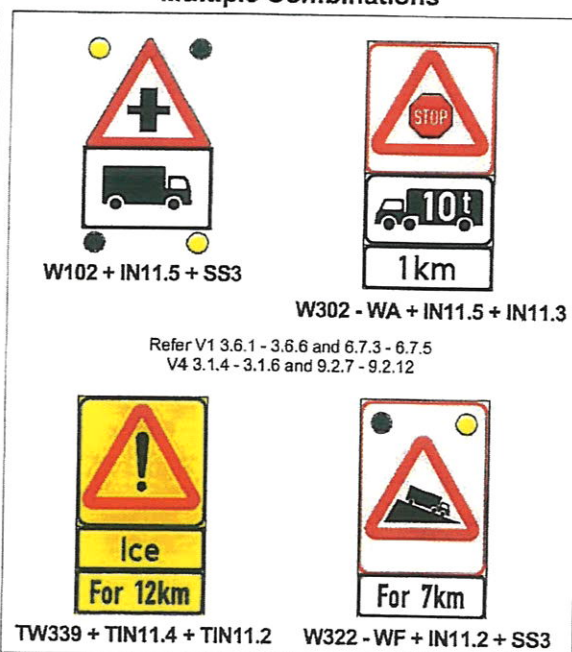 Multiple Combinations
STOP
10t
1km
W102 + IN11.5 + SS3
W302 - WA + IN11.5 + IN11.3
Refer V1 3.6.1 - 3.6.6 and 6.7.3 - 6.7.5
V4 3.1.4 - 3.1.6 and 9.2.7 - 9.2.12
!
Ice
For 12km
For 7km
TW339 + TIN11.4 + TIN11.2
W322 - WF + IN11.2 + SS3